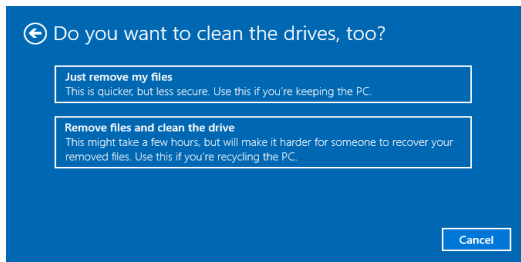 Do you want to clean the drives, too?
Just remove my files
This is quicker, but less secure. Use this if you're keeping the PC.
Remove files and clean the drive
This might take a few hours, but will make it harder for someone to recover your
removed files. Use this if you're recycling the PC.
Cancel